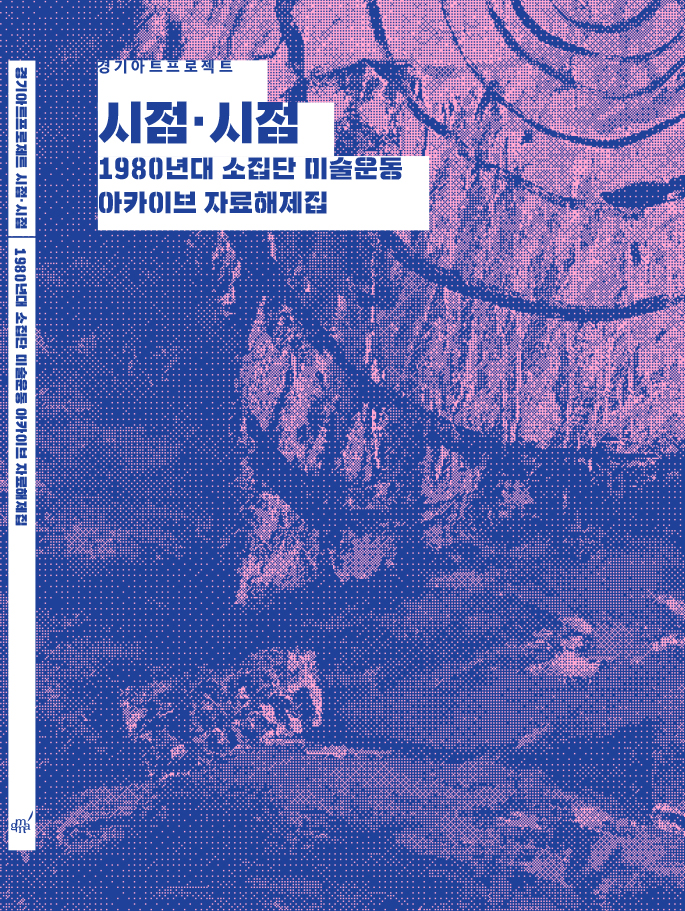 경기아트프로젝트
시점·시점
1980년대 소집단 미술운동
아카이브 자료해제집
경기아트프로젝트 시점·시점
1980년대 소집단 미술운동 아카이브 자료해제집
gmma